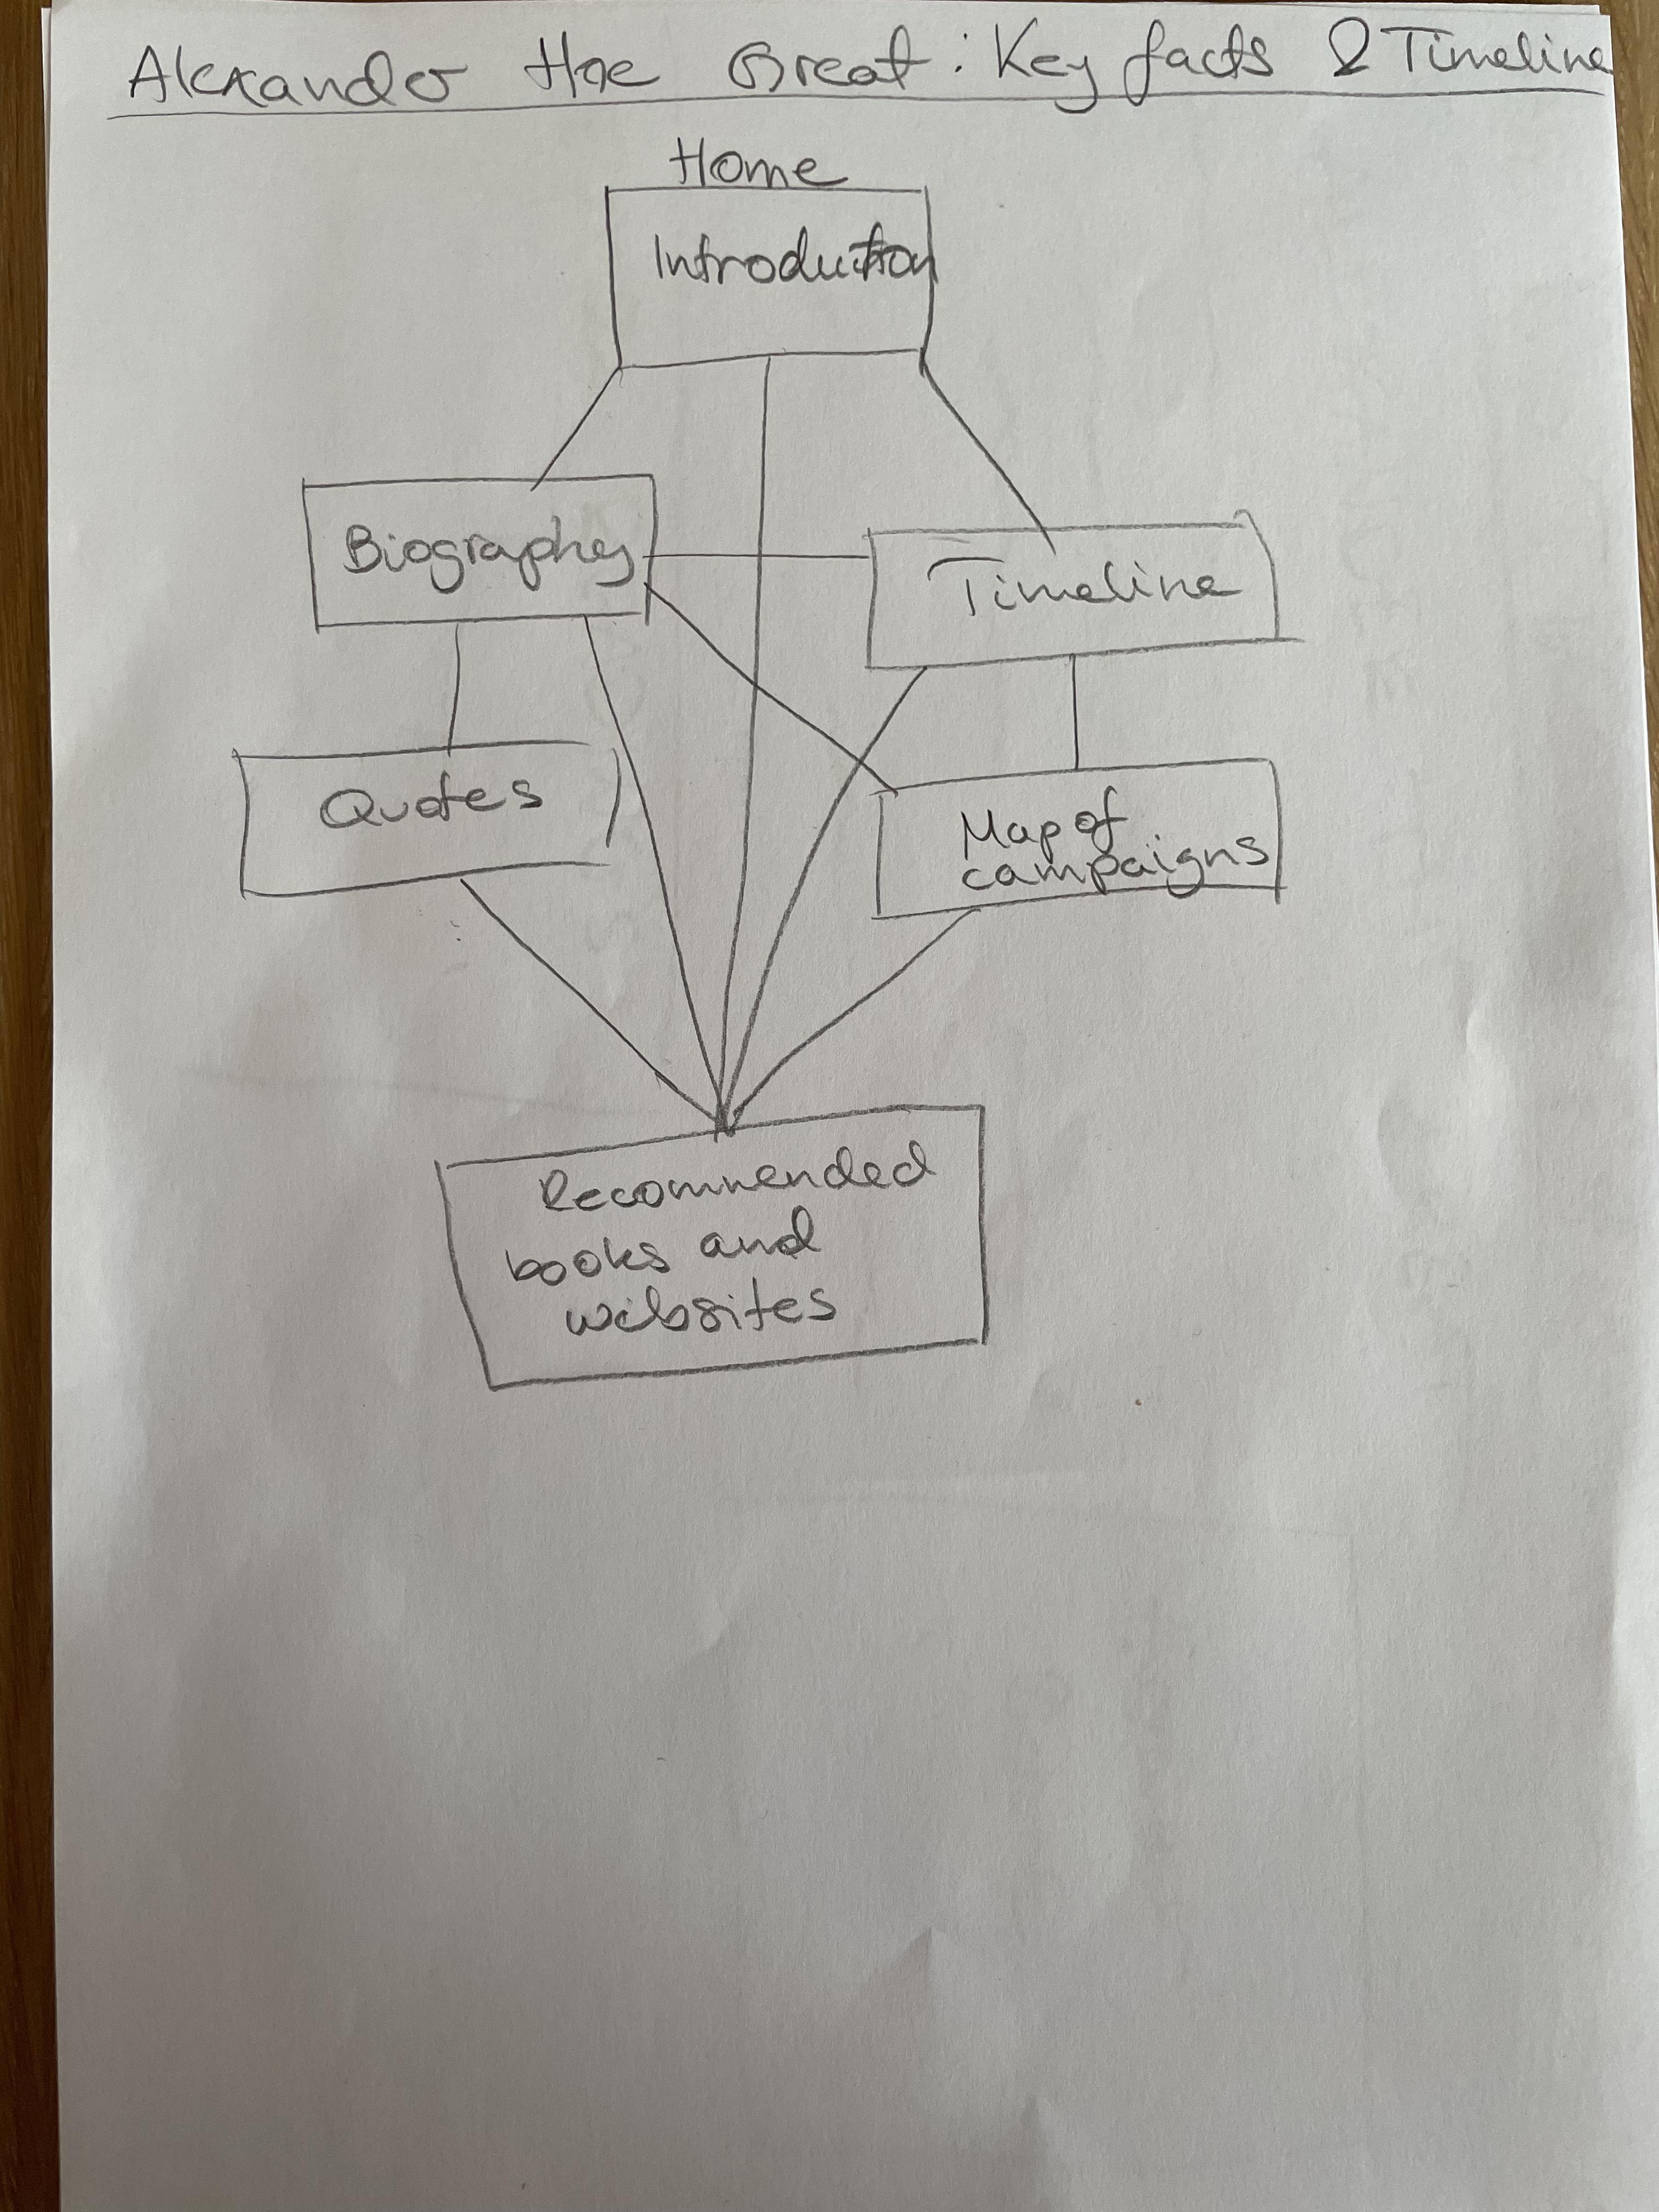 Alexander the Great: Key facts & Timeline
Home
Introduction
Biography
Timeline
Quotes
Map of
campaigns
Recommended
books and
websites